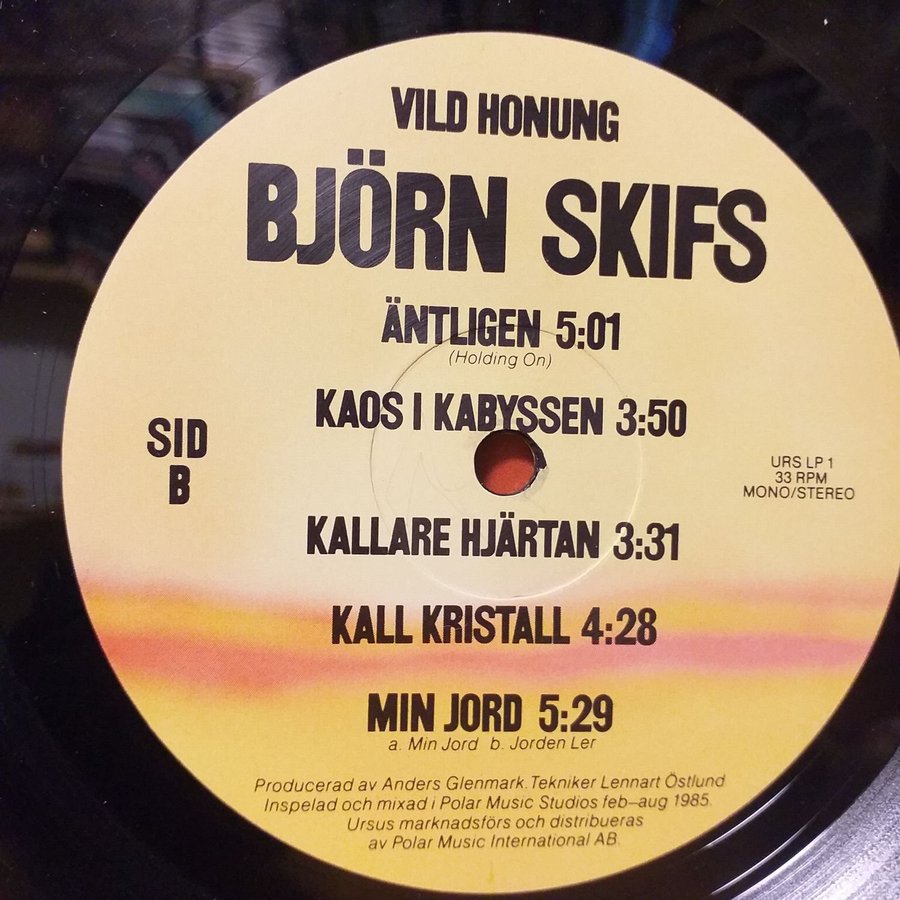 VILD HONUNG
BJÖRN SKIFS
ÄNTLIGEN 5:01
(Holding On)
KAOS I KABYSSEN 3:50
SID
B
URS LP 1
33 RPM
MONO/STEREO
KALLARE HJÄRTAN 3:31
KALL KRISTALL 4:28
MIN JORD 5:29
a. Min Jord b. Jorden Ler
Producerad av Anders Glenmark. Tekniker Lennart Östlund
Inspelad och mixad i Polar Music Studios feb–aug 1985.
Ursus marknadsförs och distribueras
av Polar Music International AB.